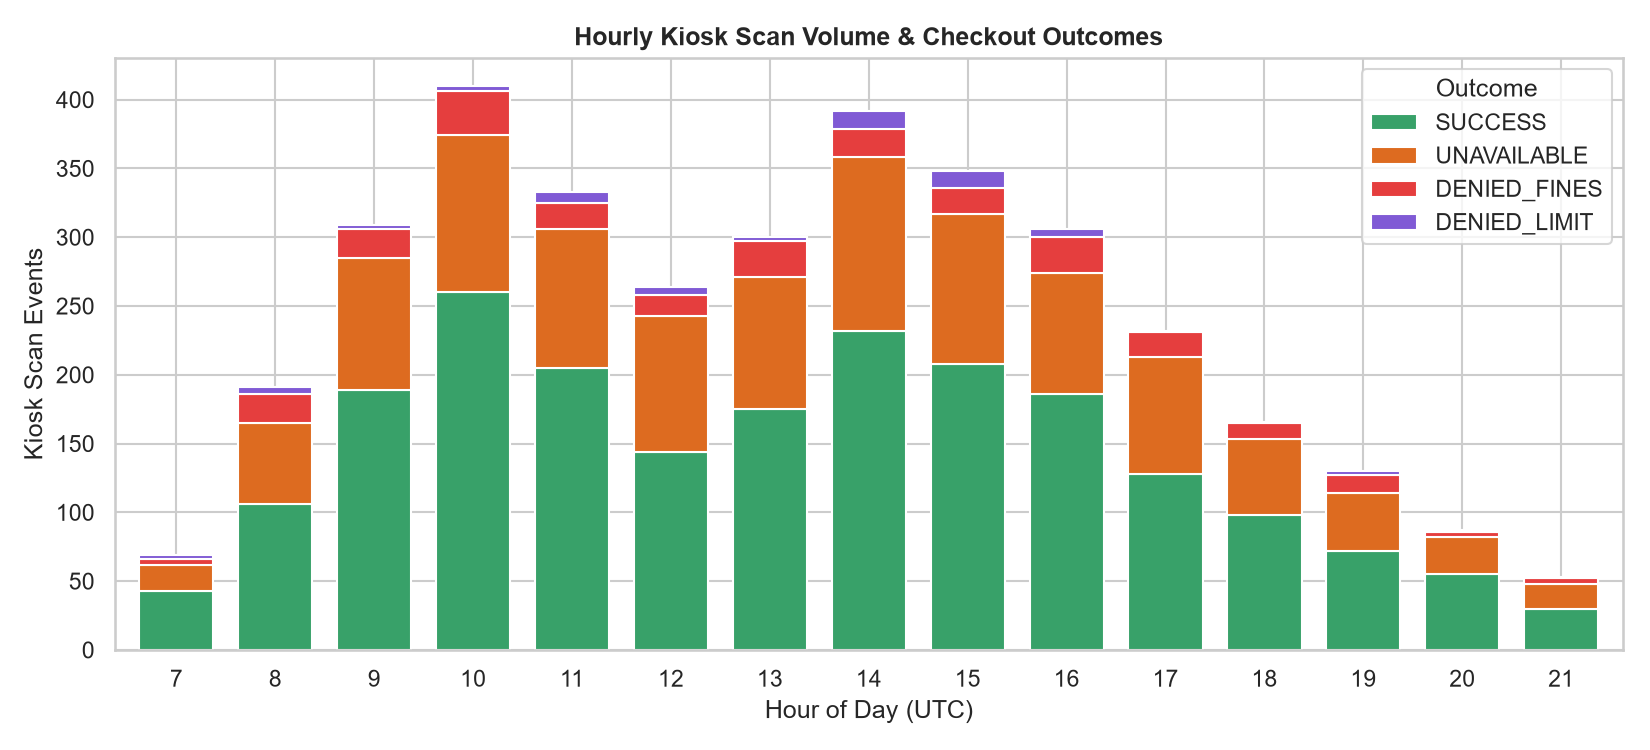 Hourly Kiosk Scan Volume & Checkout Outcomes
Kiosk Scan Events
400
350
300
250
200
150
100
50
0
Outcome
SUCCESS
UNAVAILABLE
DENIED_FINES
DENIED_LIMIT
7 8 9 10 11 12 13 14 15 16 17 18 19 20 21
Hour of Day (UTC)